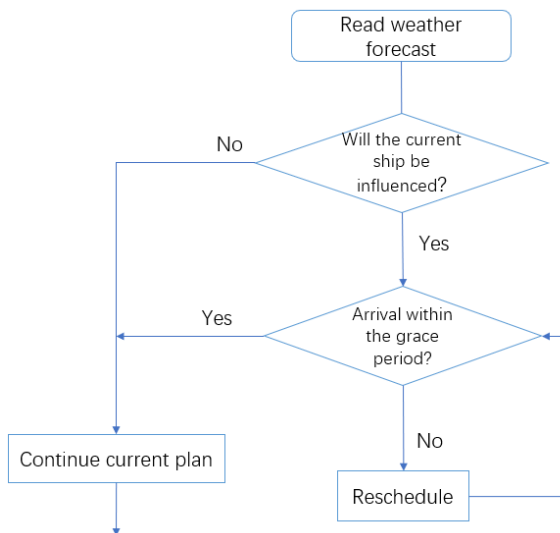 Read weather
forecast
No
Will the current
ship be
influenced?
Yes
Yes
Arrival within
the grace
period?
No
Continue current plan
Reschedule